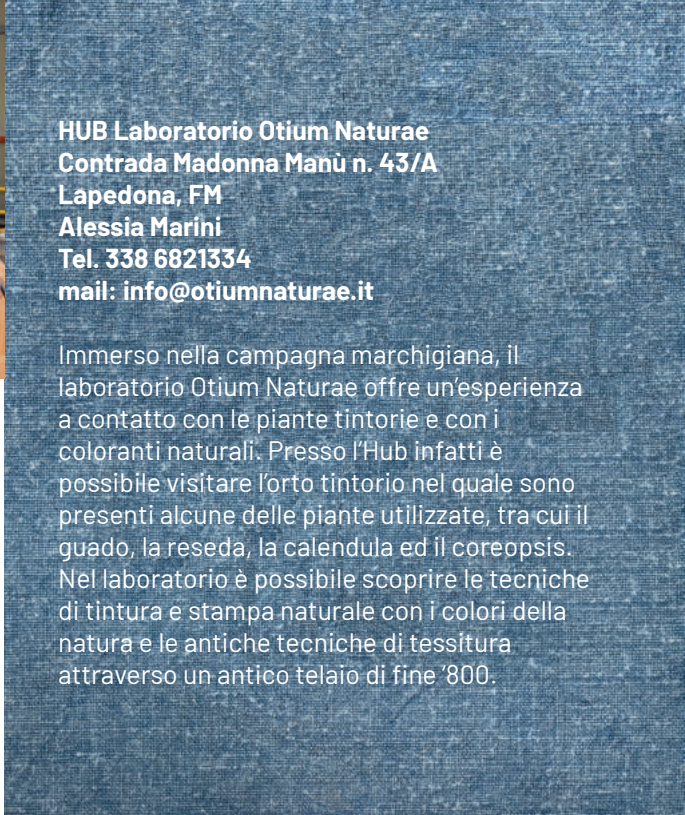 HUB Laboratorio Otium Naturae
Contrada Madonna Manù n. 43/A
Lapedona, FM
Alessia Marini
Tel. 338 6821334
mail: info@otiumnaturae.it
Immerso nella campagna marchigiana, il
laboratorio Otium Naturae offre un’esperienza
a contatto con le piante tintorie e con i
coloranti naturali. Presso l’Hub infatti è
possibile visitare l’orto tintorio nel quale sono
presenti alcune delle piante utilizzate, tra cui il
guado, la reseda, la calendula ed il coreopsis.
Nel laboratorio è possibile scoprire le tecniche
di tintura e stampa naturale con i colori della
natura e le antiche tecniche di tessitura
attraverso un antico telaio di fine ’800.